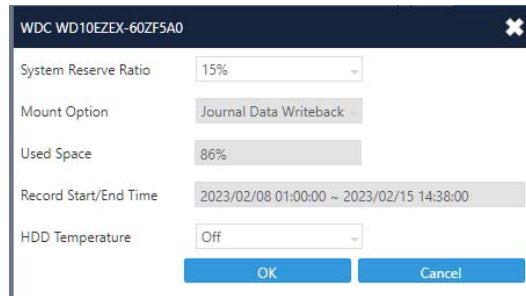 WDC WD10EZEX-60ZF5A0
System Reserve Ratio 15%
Mount Option Journal Data Writeback
Used Space 86%
Record Start/End Time 2023/02/08 01:00:00 ~ 2023/02/15 14:38:00
HDD Temperature Off
OK Cancel